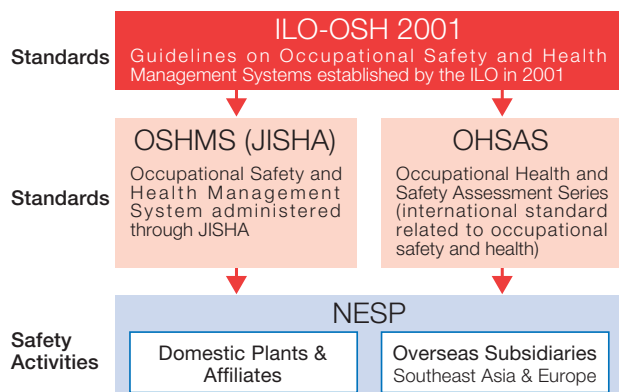 ILO-OSH 2001
Standards
Guidelines on Occupational Safety and Health
Management Systems established by the ILO in 2001
Standards
OSHMS (JISHA)
Occupational Safety and
Health Management
System administered
through JISHA
OHSAS
Occupational Health and
Safety Assessment Series
(international standard
related to occupational
safety and health)
Safety
Activities
NESP
Domestic Plants &
Affiliates
Overseas Subsidiaries
Southeast Asia & Europe